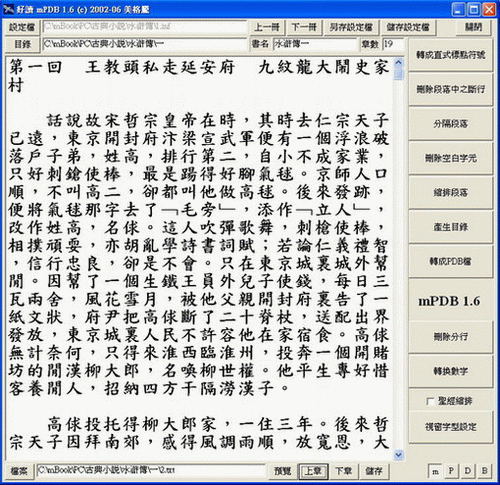 好讀 mPDB 1.6 (c) 2002-06 美格騰
設定檔 C:\mBook\PC\古典小說\1.inf 上一冊 下一冊 另存設定檔 儲存設定檔 關閉
目錄 C:\mBook\PC\古典小說\水滸傳\一\ 書名 水滸傳一 章數 19
第一回 王教頭私走延安府 九紋龍大鬧史家
村
話說故宋哲宗皇帝在時，其時去仁宗天子
已遠，東京開封府汴梁宣武軍便有一個浮浪破
落戶子弟，姓高，排行第二，自小不成家業，
只好刺鎗使棒，最是踢得好腳氣毬。京師人口
順，不叫高二，卻都叫他做高毬。後來發跡，
便將氣毬那字去了「毛旁」，添作「立人」，
改作姓高，名俅。這人吹彈歌舞，刺鎗使棒，
相撲頑耍，亦胡亂學詩書詞賦；若論仁義禮智
，信行忠良，卻是不會。只在東京城裏城外幫
閒。因幫了一個生鐵王員外兒子使錢，每日三
瓦兩舍，風花雪月，被他父親開封府裏告了一
紙文狀，府尹把高俅斷了二十脊杖，送配出界
發放，東京城裏人民不許容他在家宿食。高俅
無計奈何，只得來淮西臨淮州，投奔一個開賭
坊的閒漢柳大郎，名喚柳世權。他平生專好惜
客養閒人，招納四方干隔澇漢子。
高俅投托得柳大郎家，一住三年。後來哲
宗天子因拜南郊，感得風調雨順，放寬恩，大
轉成直式標點符號
刪除段落中之斷行
分隔段落
刪除空白字元
縮排段落
產生目錄
轉成PDB檔
mPDB 1.6
刪除分行
轉換數字
聖經縮排
視窗字型設定
檔案 C:\mBook\PC\古典小說\水滸傳\一\2.txt 預覽 上章 下章 儲存 m P D B